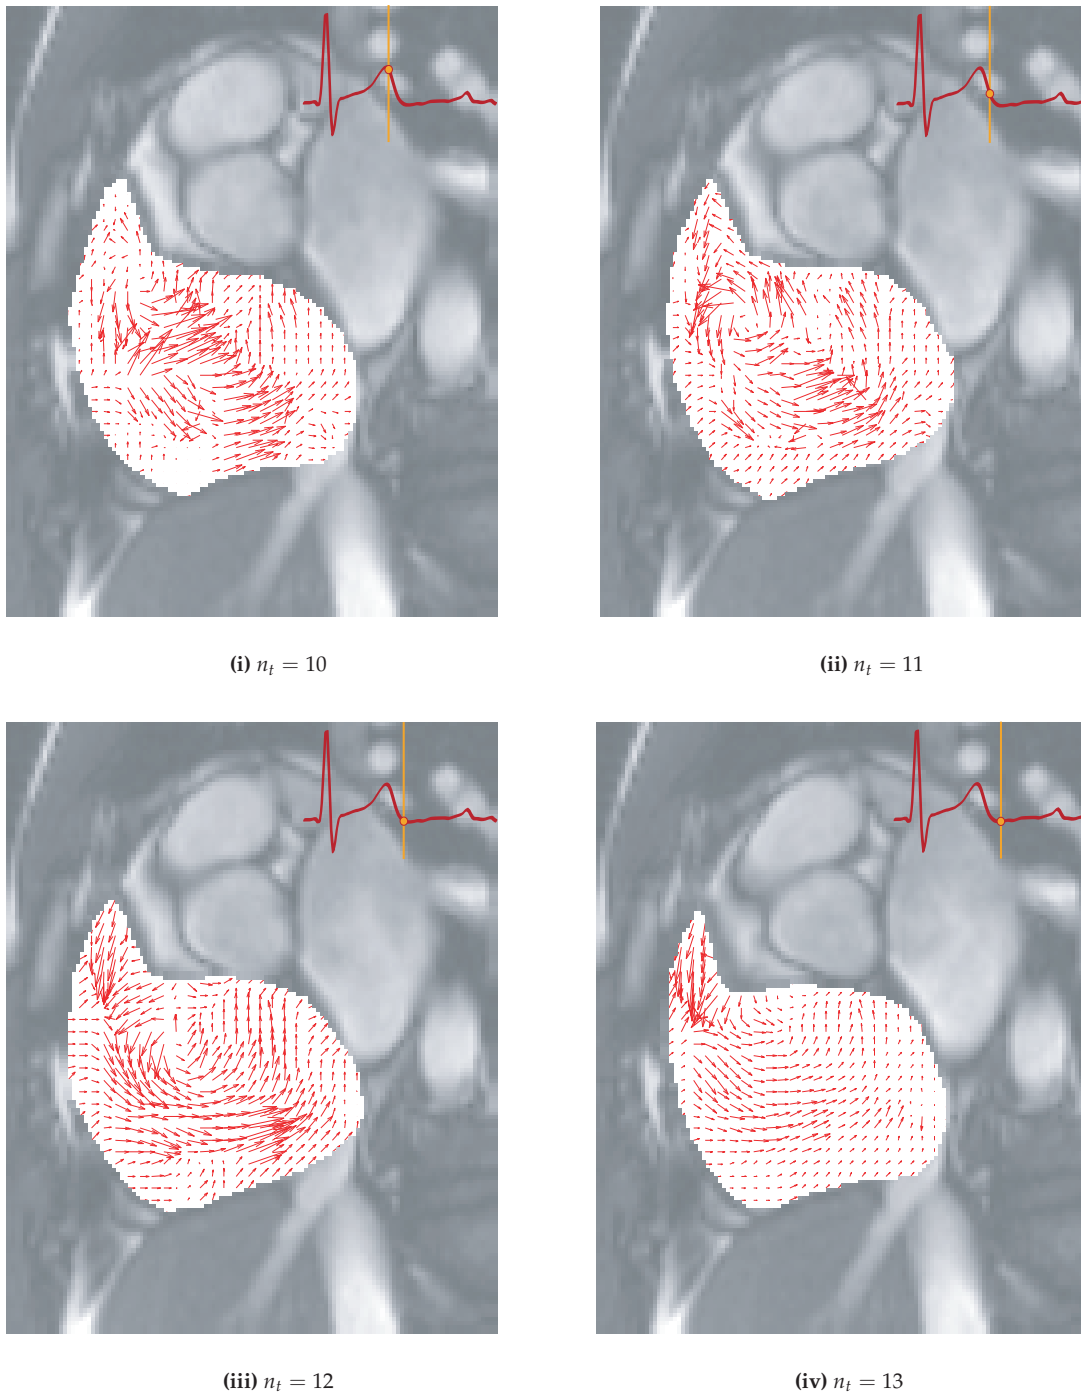 (i) n_t = 10
(ii) n_t = 11
(iii) n_t = 12
(iv) n_t = 13